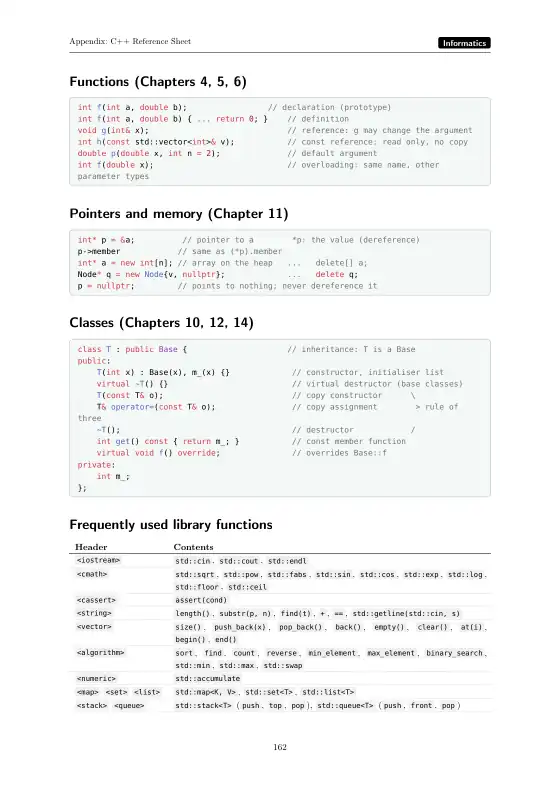 Appendix: C++ Reference Sheet
Informatics
Functions (Chapters 4, 5, 6)
int f(int a, double b);                 // declaration (prototype)
int f(int a, double b) { ... return 0; }    // definition
void g(int& x);                             // reference: g may change the argument
int h(const std::vector<int>& v);           // const reference: read only, no copy
double p(double x, int n = 2);              // default argument
int f(double x);                            // overloading: same name, other
parameter types
Pointers and memory (Chapter 11)
int* p = &a;          // pointer to a        *p: the value (dereference)
p->member            // same as (*p).member
int* a = new int[n]; // array on the heap   ...   delete[] a;
Node* q = new Node{v, nullptr};             ...   delete q;
p = nullptr;         // points to nothing; never dereference it
Classes (Chapters 10, 12, 14)
class T : public Base {                     // inheritance: T is a Base
public:
    T(int x) : Base(x), m_(x) {}             // constructor, initialiser list
    virtual ~T() {}                          // virtual destructor (base classes)
    T(const T& o);                           // copy constructor      \
    T& operator=(const T& o);                // copy assignment        > rule of
three
    ~T();                                    // destructor            /
    int get() const { return m_; }           // const member function
    virtual void f() override;               // overrides Base::f
private:
    int m_;
};
Frequently used library functions
Header Contents
<iostream> std::cin, std::cout, std::endl
<cmath> std::sqrt, std::pow, std::fabs, std::sin, std::cos, std::exp, std::log,
std::floor, std::ceil
<cassert> assert(cond)
<string> length(), substr(p, n), find(t), +, ==, std::getline(std::cin, s)
<vector> size(), push_back(x), pop_back(), back(), empty(), clear(), at(i),
begin(), end()
<algorithm> sort, find, count, reverse, min_element, max_element, binary_search,
std::min, std::max, std::swap
<numeric> std::accumulate
<map> <set> <list> std::map<K, V>, std::set<T>, std::list<T>
<stack> <queue> std::stack<T> (push, top, pop), std::queue<T> (push, front, pop)
162